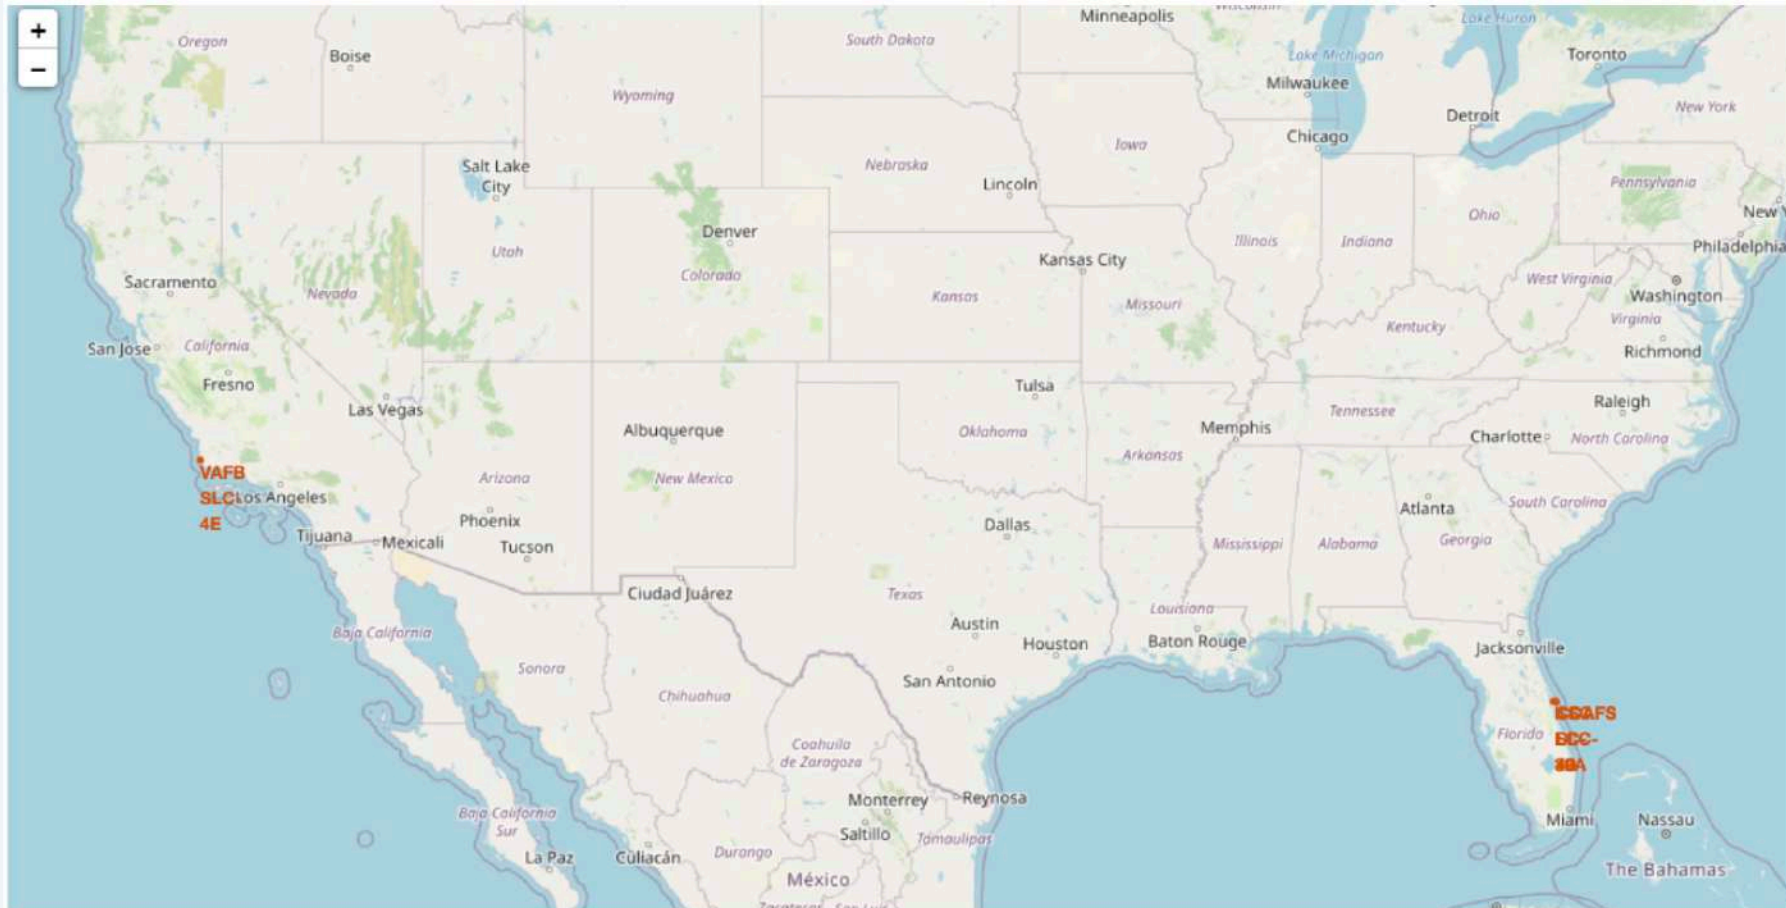 +
−
Oregon
Boise
Wyoming
South Dakota
Minneapolis
Wisconsin
Lake Michigan
Lake Huron
Toronto
Milwaukee
Detroit
New York
Chicago
Iowa
Nebraska
Lincoln
Salt Lake
City
Utah
Denver
Colorado
Nevada
Sacramento
California
San Jose
Fresno
Las Vegas
Kansas City
Kansas
Missouri
Illinois
Indiana
Ohio
Pennsylvania
New Y
Philadelphia
West Virginia
Washington
Virginia
Richmond
Kentucky
Tulsa
Oklahoma
Albuquerque
New Mexico
Arizona
Phoenix
Tucson
VAFB
SLC-
4E
Los Angeles
Tijuana
Mexicali
Memphis
Tennessee
Arkansas
Raleigh
Charlotte
North Carolina
South Carolina
Atlanta
Georgia
Alabama
Mississippi
Dallas
Texas
Louisiana
Ciudad Juárez
Austin
Houston
Baton Rouge
San Antonio
Jacksonville
Florida
Baja California
Sonora
Chihuahua
Coahuila
de Zaragoza
Monterrey
Reynosa
Saltillo
Tamaulipas
Baja California
Sur
La Paz
Culiacán
Durango
México
Zacatecas
San Luis
Miami
Nassau
The Bahamas